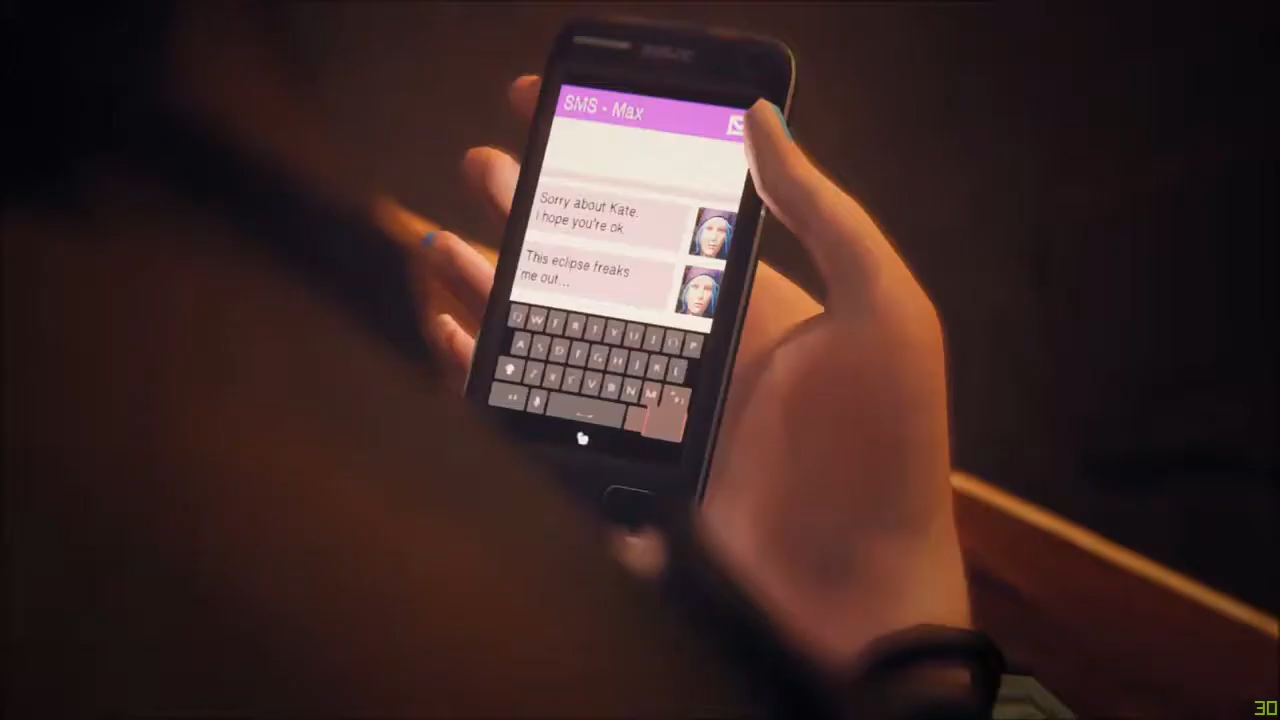 SMS - Max
Sorry about Kate.
I hope you're ok
This eclipse freaks
me out...
Q W E R T Y U I O P
A S D F G H J K L
Z X C V B N M
30